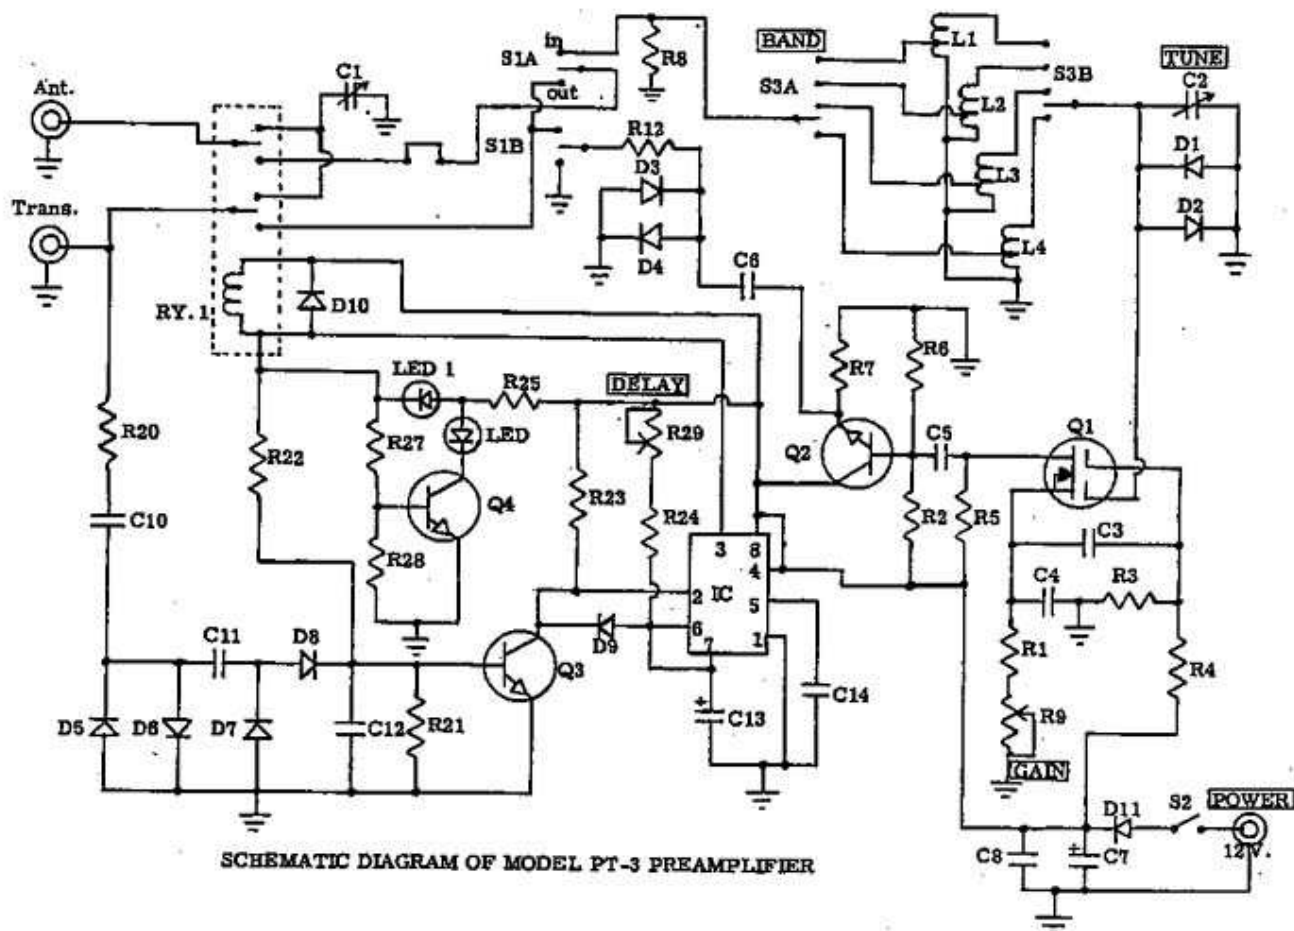 in
BAND
L1
C1
S1A
R8
S3B
TUNE
Ant.
out
S3A
C2
L2
S1B
R12
D1
D3
L3
Trans.
D2
D4
L4
C6
RY.1
D10
R7
R6
LED 1
R25
DELAY
Q1
R20
R27
LED
R29
Q2
C5
R22
Q4
R23
C10
R24
R2
R5
C3
R28
3
8
4
C4
R3
2
IC
5
C11
D8
D9
6
7
1
R1
Q3
R4
C14
D5
D6
D7
C12
R21
+
C13
R9
GAIN
D11
S2
POWER
C8
+
C7
12 V.
SCHEMATIC DIAGRAM OF MODEL PT-3 PREAMPLIFIER